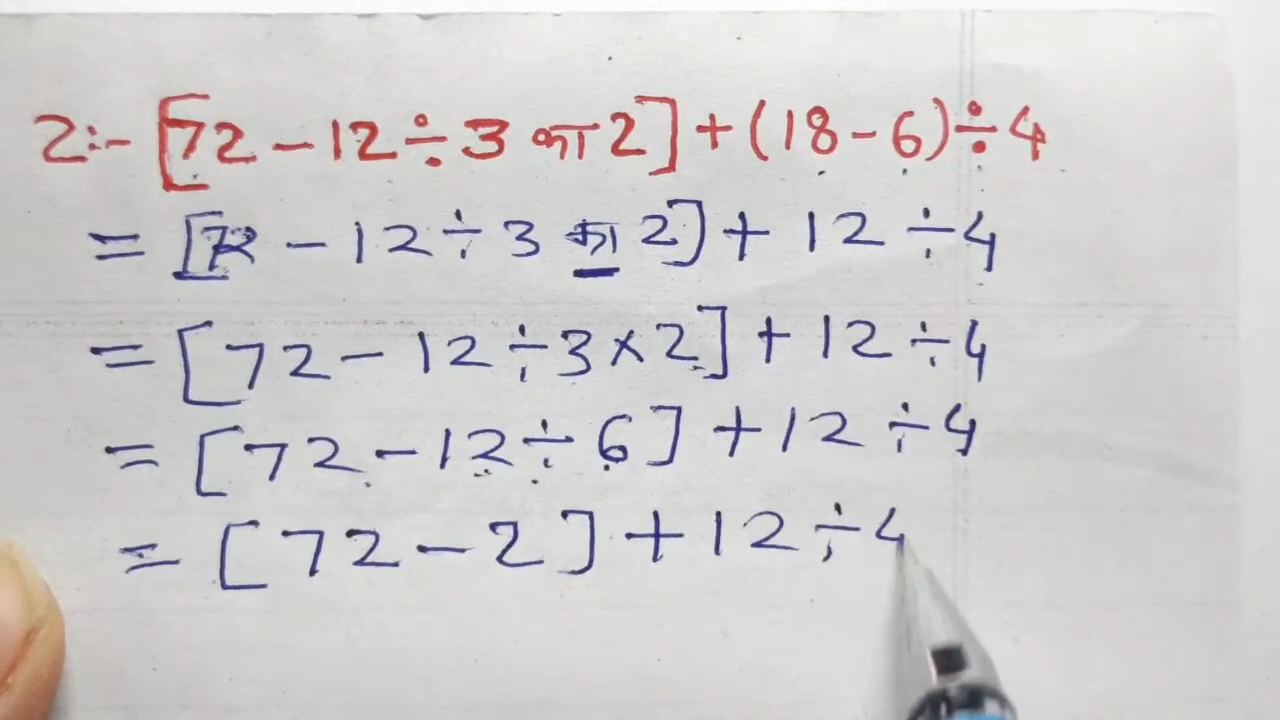 2:- [72 - 12 ÷ 3 का 2] + (18 - 6) ÷ 4
= [72 - 12 ÷ 3 का 2] + 12 ÷ 4
= [72 - 12 ÷ 3 × 2] + 12 ÷ 4
= [72 - 12 ÷ 6] + 12 ÷ 4
= [72 - 2] + 12 ÷ 4